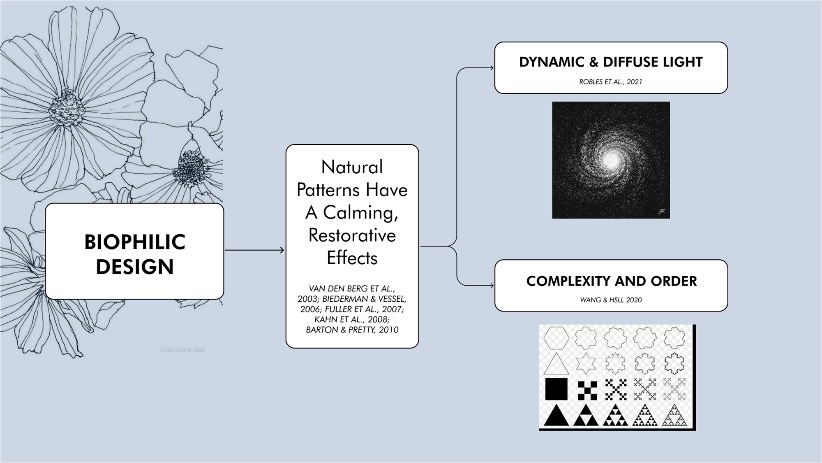 BIOPHILIC
DESIGN
Natural
Patterns Have
A Calming,
Restorative
Effects
VAN DEN BERG ET AL.,
2003; BIEDERMAN & VESSEL,
2006; FULLER ET AL., 2007;
KAHN ET AL., 2008;
BARTON & PRETTY, 2010
DYNAMIC & DIFFUSE LIGHT
ROBLES ET AL., 2021
COMPLEXITY AND ORDER
WANG & HSU, 2020